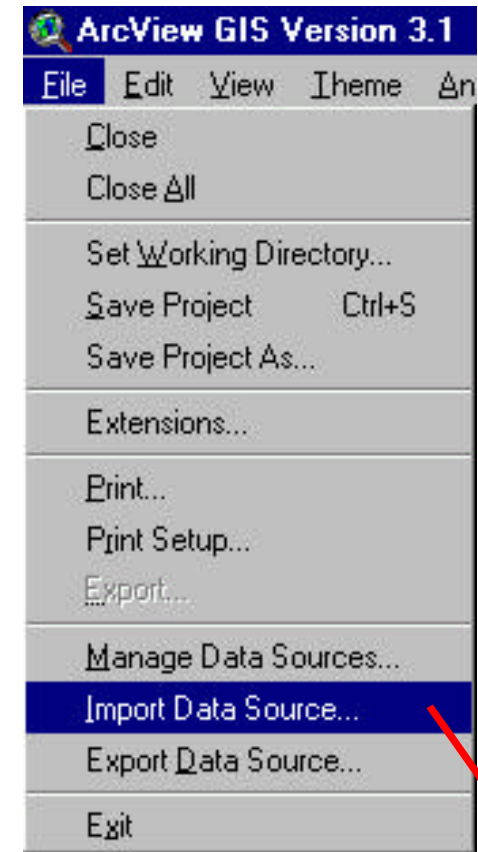 ArcView GIS Version 3.1
File Edit View Theme An
Close
Close All
Set Working Directory...
Save Project Ctrl+S
Save Project As...
Extensions...
Print...
Print Setup...
Export...
Manage Data Sources...
Import Data Source...
Export Data Source...
Exit